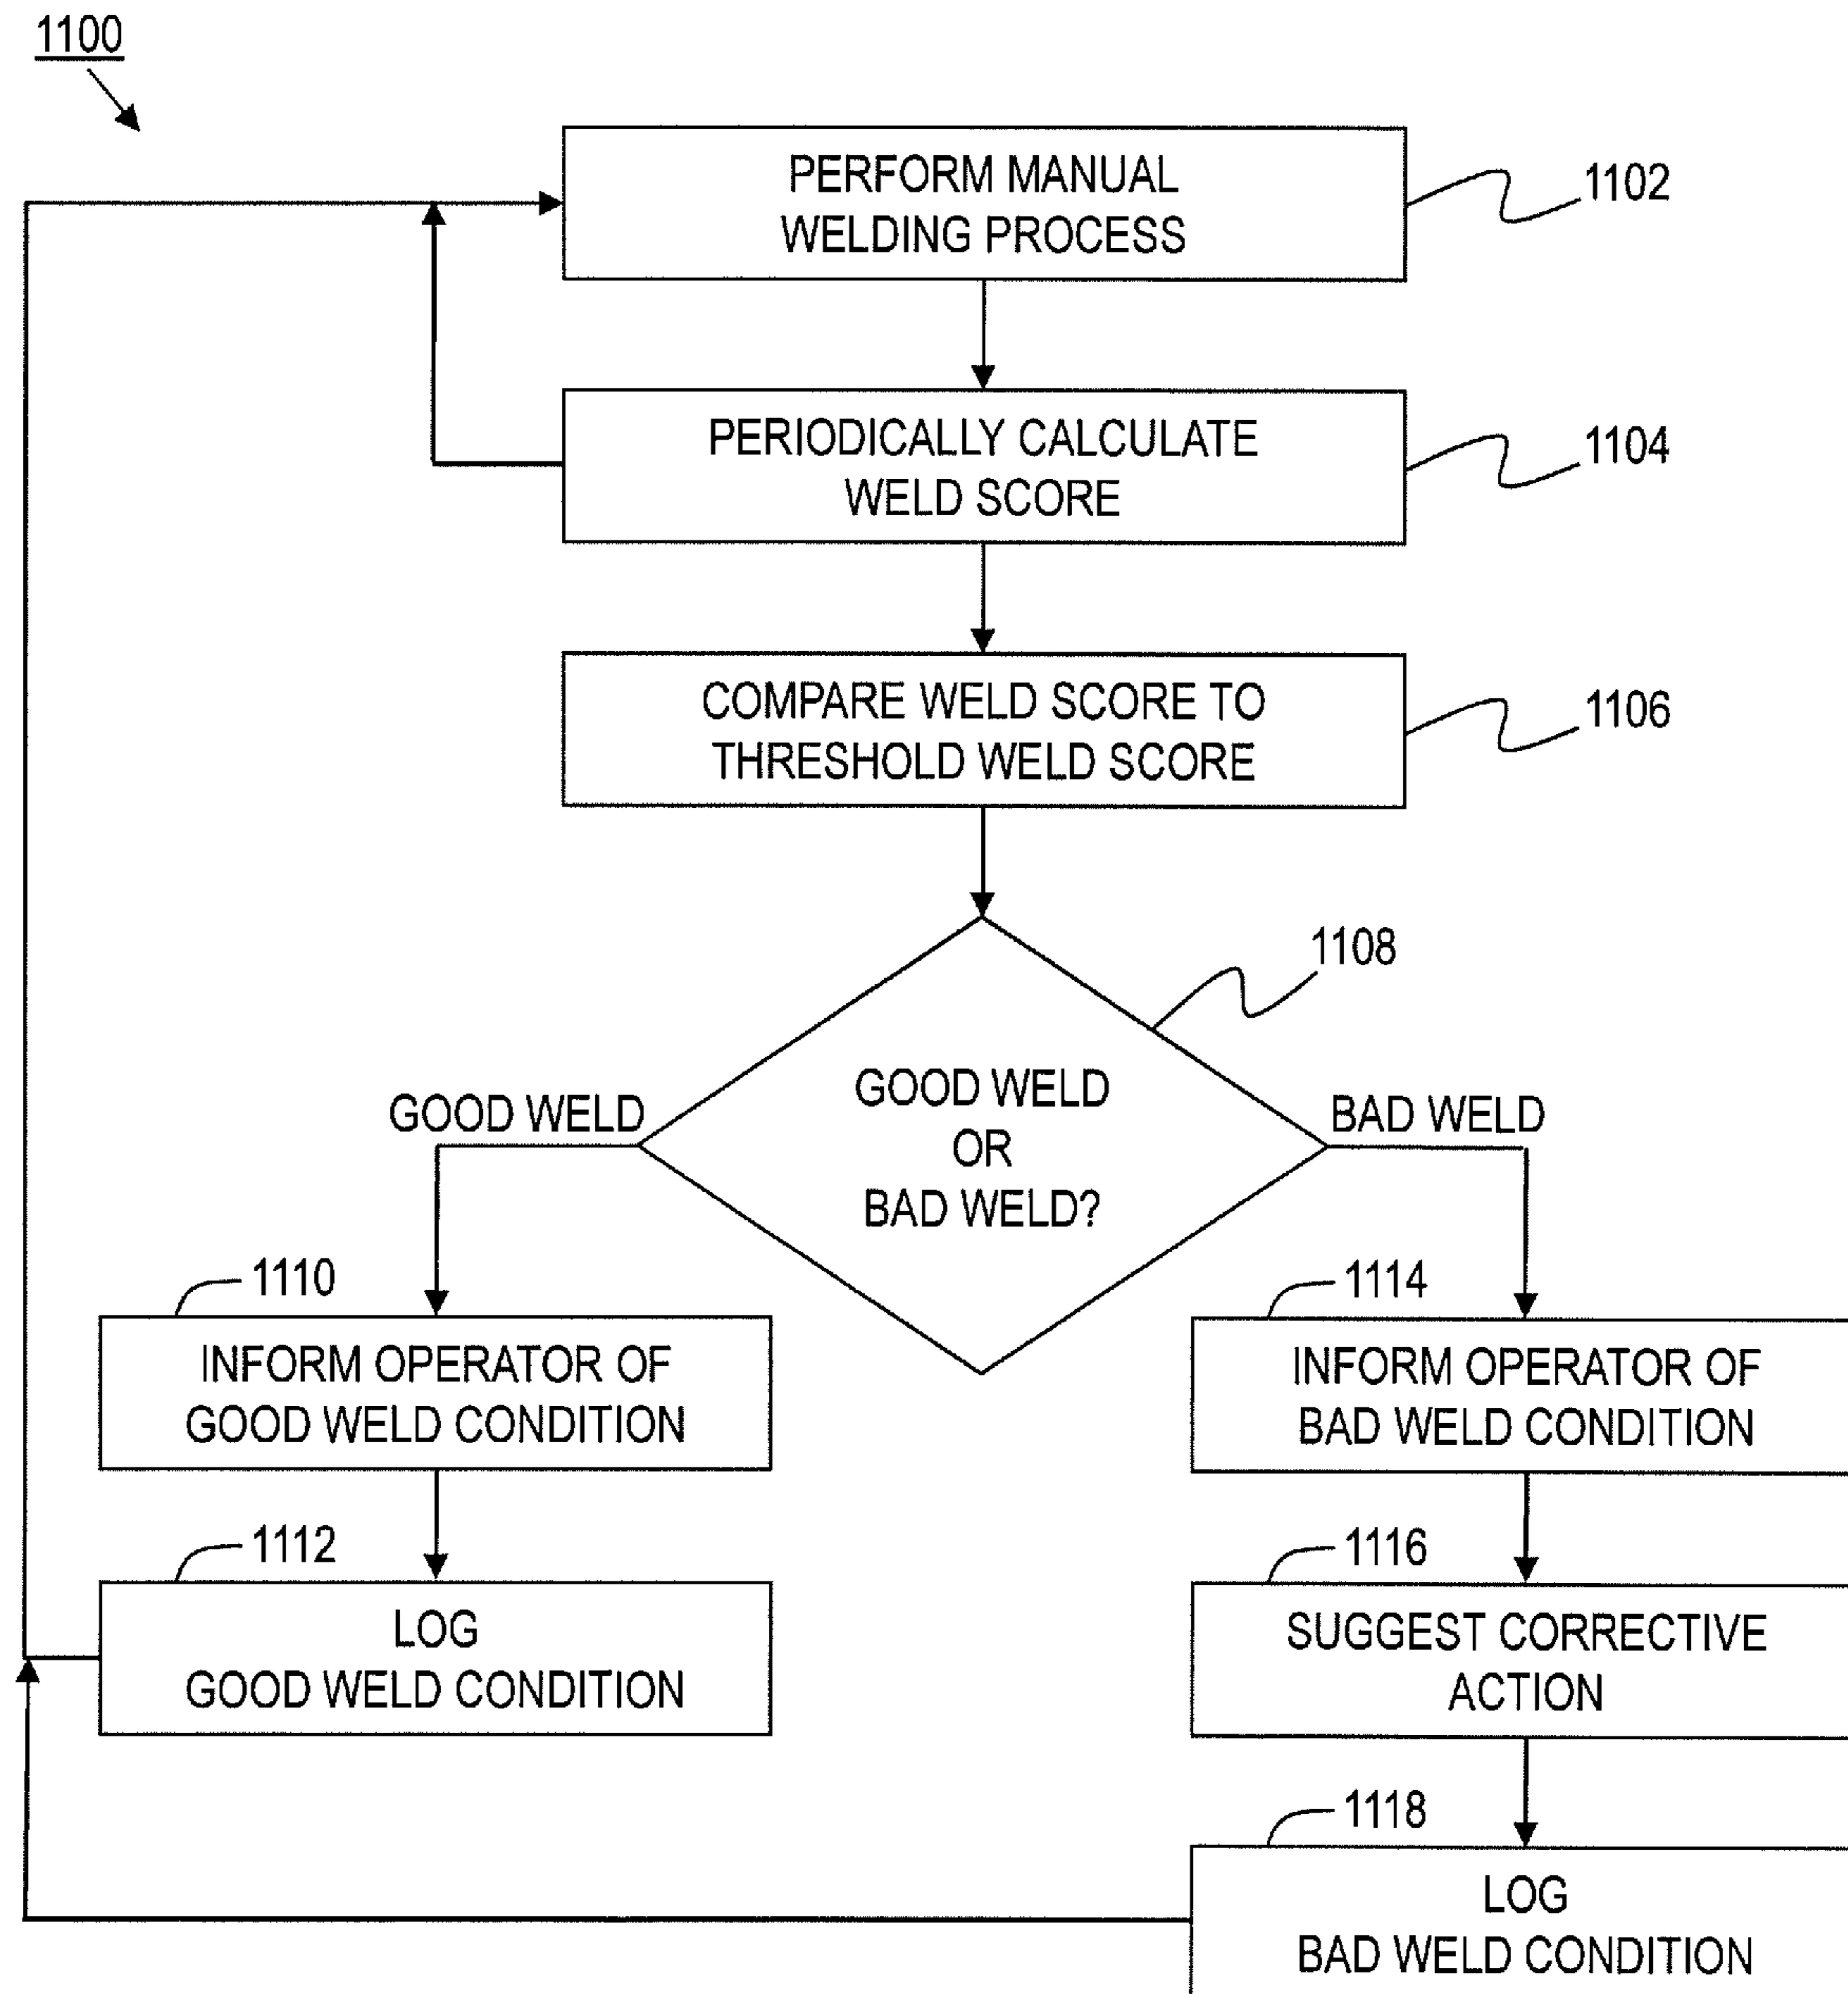 1100
PERFORM MANUAL
WELDING PROCESS
1102
PERIODICALLY CALCULATE
WELD SCORE
1104
COMPARE WELD SCORE TO
THRESHOLD WELD SCORE
1106
1108
GOOD WELD
OR
BAD WELD?
GOOD WELD
BAD WELD
1110
INFORM OPERATOR OF
GOOD WELD CONDITION
1112
LOG
GOOD WELD CONDITION
1114
INFORM OPERATOR OF
BAD WELD CONDITION
1116
SUGGEST CORRECTIVE
ACTION
1118
LOG
BAD WELD CONDITION